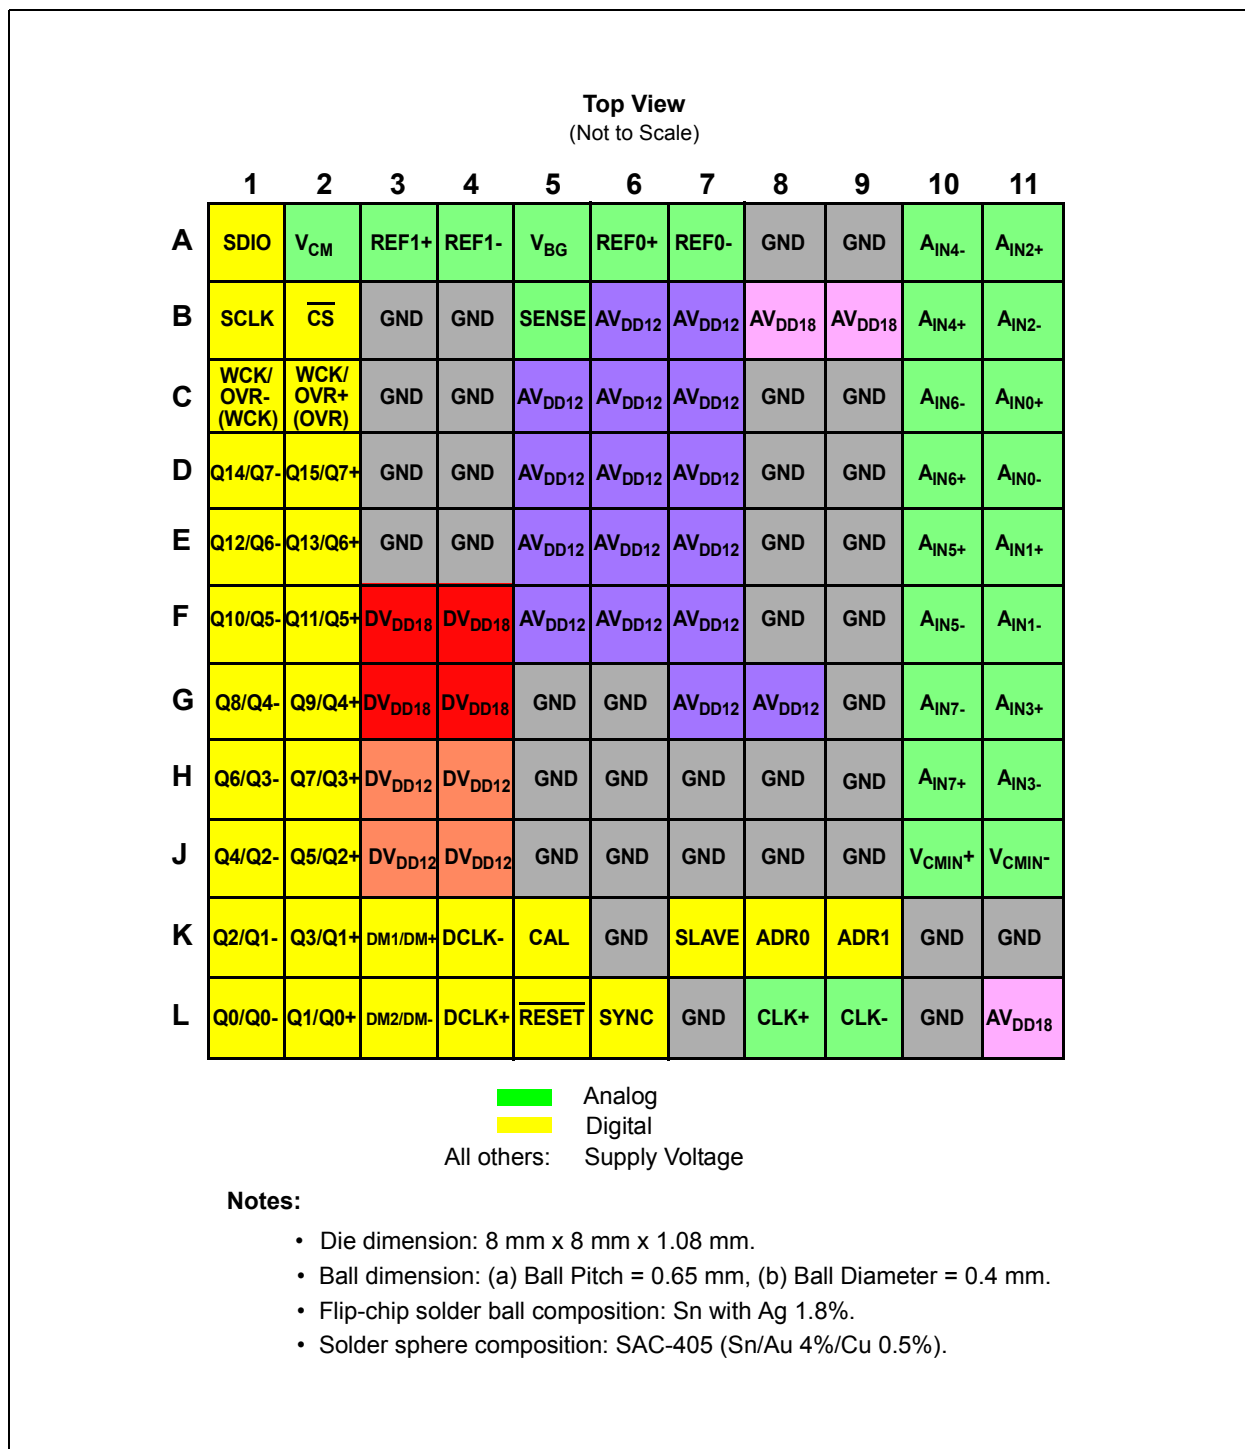 Top View
(Not to Scale)
1 2 3 4 5 6 7 8 9 10 11
A SDIO VCM REF1+ REF1- VBG REF0+ REF0- GND GND AIN4- AIN2+
B SCLK CS GND GND SENSE AVDD12 AVDD12 AVDD18 AVDD18 AIN4+ AIN2-
C WCK/OVR-(WCK) WCK/OVR+(OVR) GND GND AVDD12 AVDD12 AVDD12 GND GND AIN6- AIN0+
D Q14/Q7- Q15/Q7+ GND GND AVDD12 AVDD12 AVDD12 GND GND AIN6+ AIN0-
E Q12/Q6- Q13/Q6+ GND GND AVDD12 AVDD12 AVDD12 GND GND AIN5+ AIN1+
F Q10/Q5- Q11/Q5+ DVDD18 DVDD18 AVDD12 AVDD12 AVDD12 GND GND AIN5- AIN1-
G Q8/Q4- Q9/Q4+ DVDD18 DVDD18 GND GND AVDD12 AVDD12 GND AIN7- AIN3+
H Q6/Q3- Q7/Q3+ DVDD12 DVDD12 GND GND GND GND GND AIN7+ AIN3-
J Q4/Q2- Q5/Q2+ DVDD12 DVDD12 GND GND GND GND GND VCMIN+ VCMIN-
K Q2/Q1- Q3/Q1+ DM1/DM+ DCLK- CAL GND SLAVE ADR0 ADR1 GND GND
L Q0/Q0- Q1/Q0+ DM2/DM- DCLK+ RESET SYNC GND CLK+ CLK- GND AVDD18
Analog
Digital
All others: Supply Voltage
Notes:
• Die dimension: 8 mm x 8 mm x 1.08 mm.
• Ball dimension: (a) Ball Pitch = 0.65 mm, (b) Ball Diameter = 0.4 mm.
• Flip-chip solder ball composition: Sn with Ag 1.8%.
• Solder sphere composition: SAC-405 (Sn/Au 4%/Cu 0.5%).